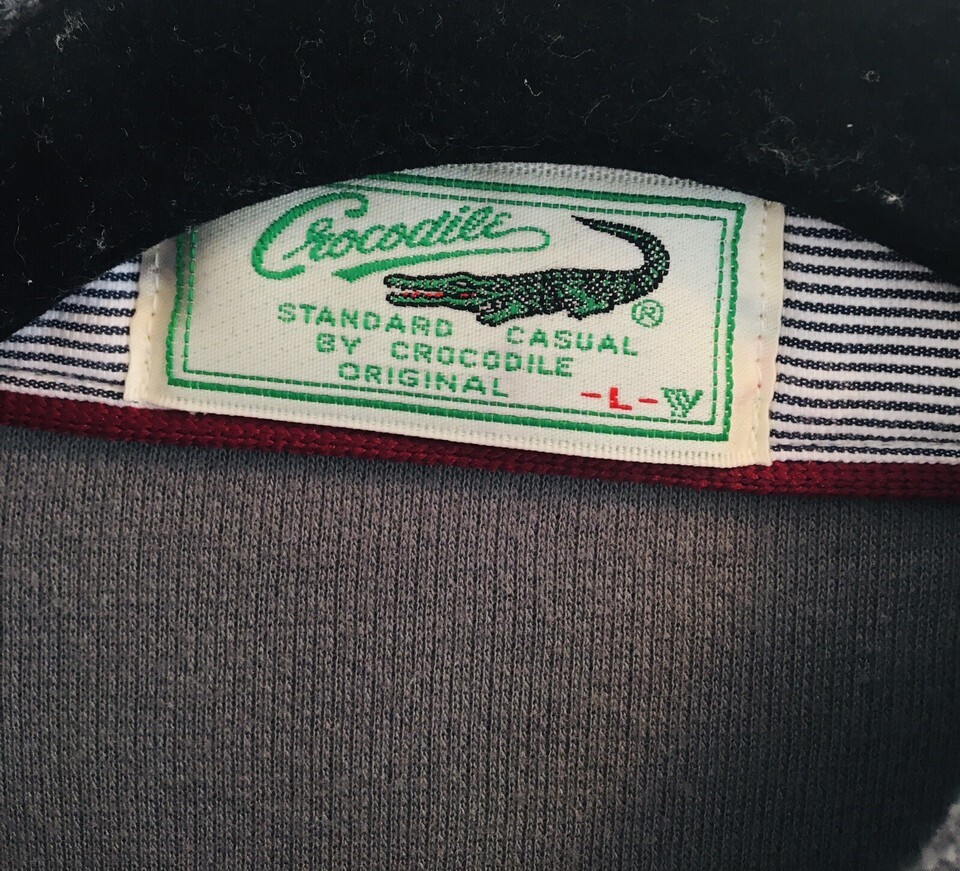 Crocodile
®
STANDARD CASUAL
BY CROCODILE
ORIGINAL
-L-